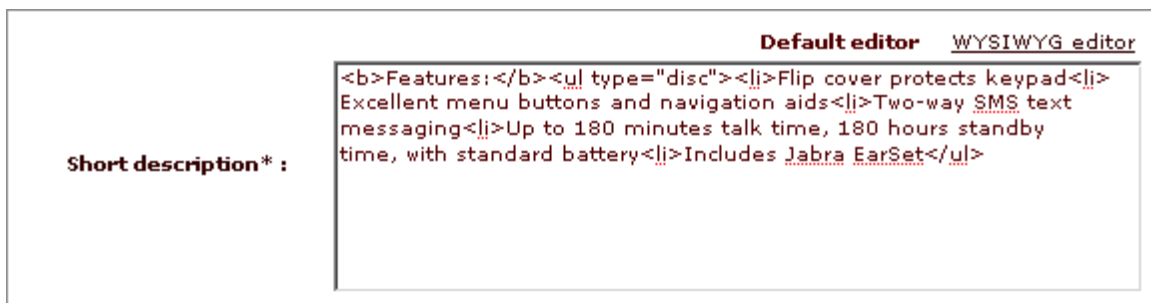 Default editor WYSIWYG editor
<b>Features:</b><ul type="disc"><li>Flip cover protects keypad<li>
Excellent menu buttons and navigation aids<li>Two-way SMS text
messaging<li>Up to 180 minutes talk time, 180 hours standby
Short description* :
time, with standard battery<li>Includes Jabra EarSet</ul>